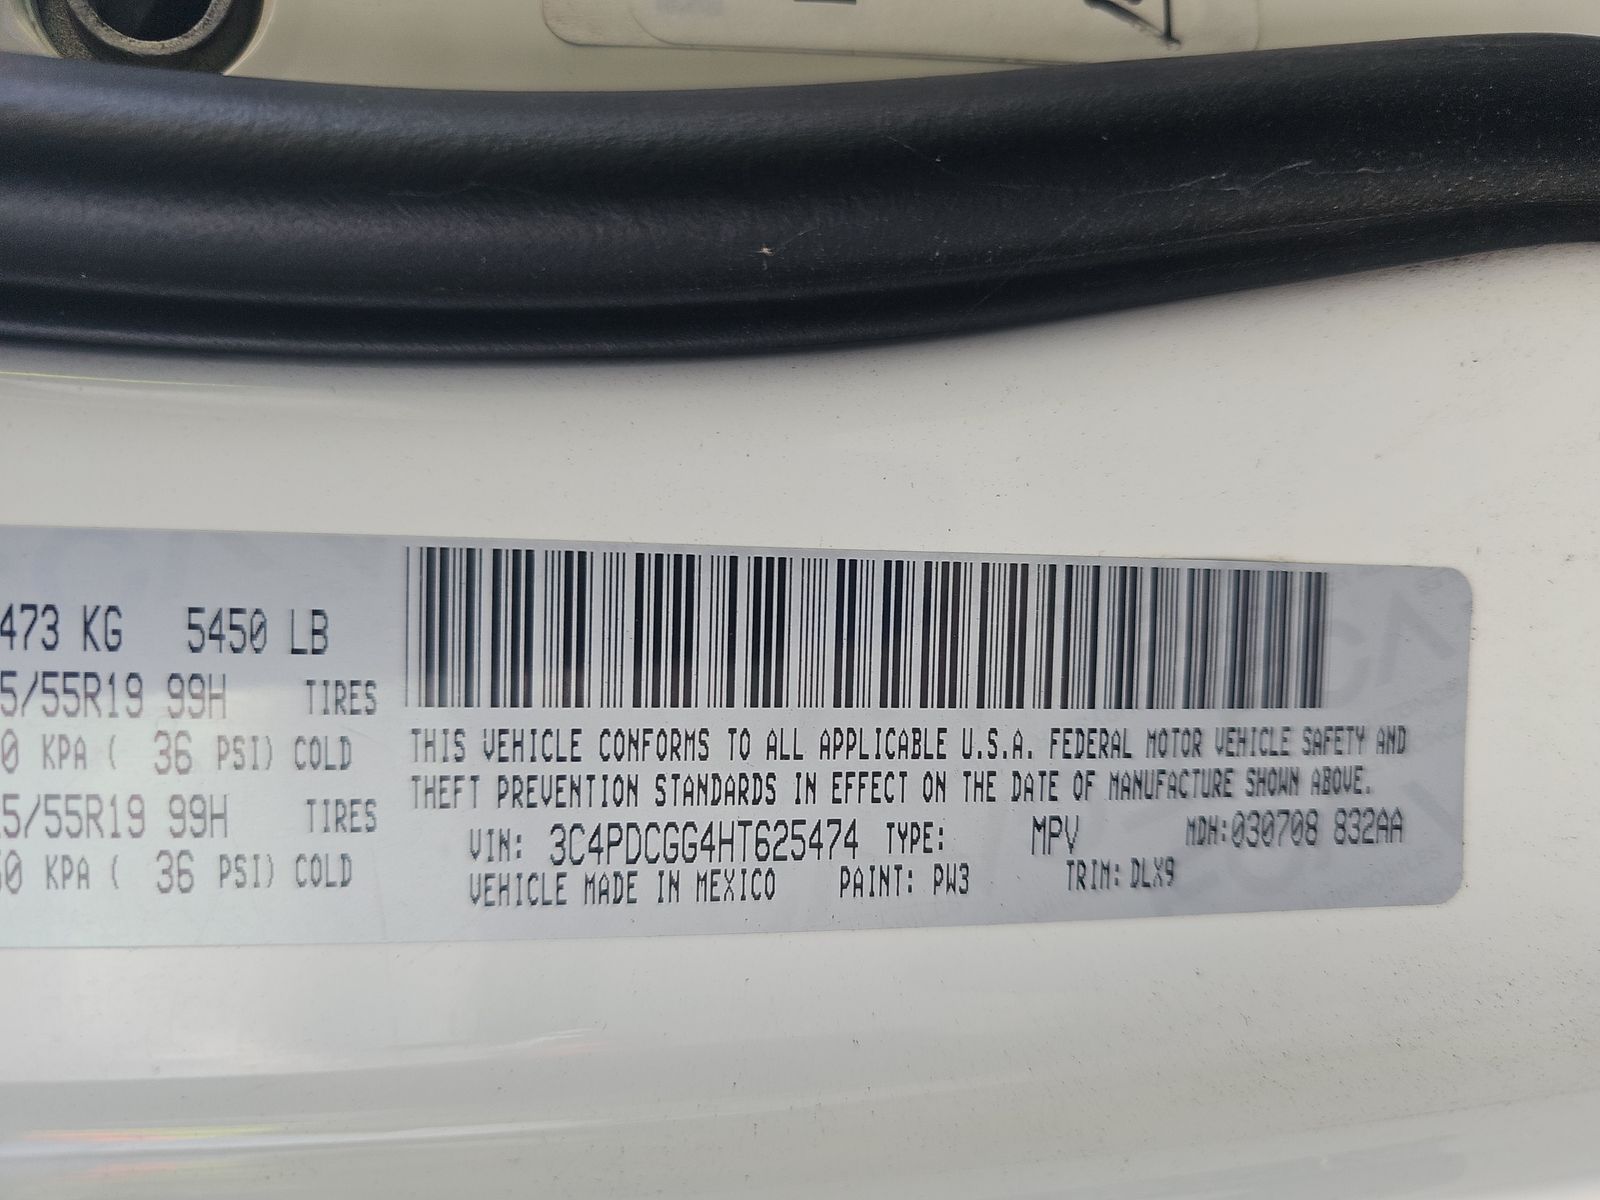 473 KG 5450 LB
5/55R19 99H TIRES
0 KPA ( 36 PSI) COLD
5/55R19 99H TIRES
50 KPA ( 36 PSI) COLD
THIS VEHICLE CONFORMS TO ALL APPLICABLE U.S.A. FEDERAL MOTOR VEHICLE SAFETY AND
THEFT PREVENTION STANDARDS IN EFFECT ON THE DATE OF MANUFACTURE SHOWN ABOVE.
VIN: 3C4PDCGG4HT625474 TYPE: MPV MDH:030708 832AA
VEHICLE MADE IN MEXICO PAINT: PW3 TRIM: DLX9